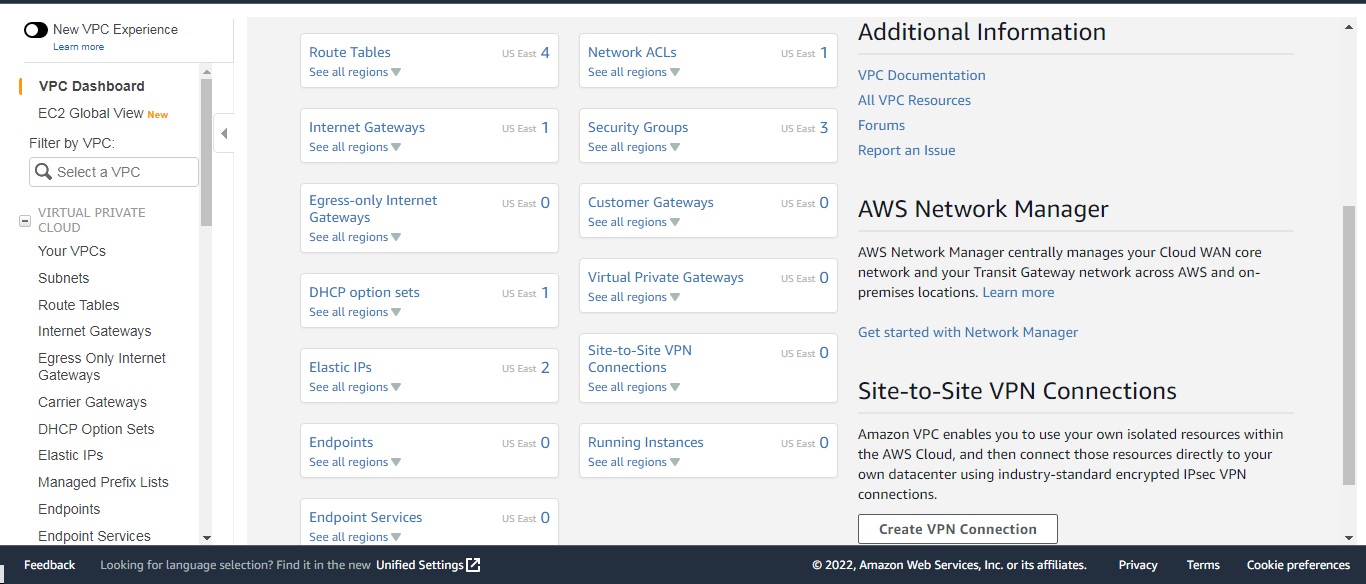 New VPC Experience
Learn more
VPC Dashboard
EC2 Global View New
Filter by VPC:
Select a VPC
VIRTUAL PRIVATE
CLOUD
Your VPCs
Subnets
Route Tables
Internet Gateways
Egress Only Internet
Gateways
Carrier Gateways
DHCP Option Sets
Elastic IPs
Managed Prefix Lists
Endpoints
Endpoint Services
Route Tables US East 4
See all regions
Internet Gateways US East 1
See all regions
Egress-only Internet
Gateways US East 0
See all regions
DHCP option sets US East 1
See all regions
Elastic IPs US East 2
See all regions
Endpoints US East 0
See all regions
Endpoint Services US East 0
See all regions
Network ACLs US East 1
See all regions
Security Groups US East 3
See all regions
Customer Gateways US East 0
See all regions
Virtual Private Gateways US East 0
See all regions
Site-to-Site VPN
Connections US East 0
See all regions
Running Instances US East 0
See all regions
Additional Information
VPC Documentation
All VPC Resources
Forums
Report an Issue
AWS Network Manager
AWS Network Manager centrally manages your Cloud WAN core
network and your Transit Gateway network across AWS and on-
premises locations. Learn more
Get started with Network Manager
Site-to-Site VPN Connections
Amazon VPC enables you to use your own isolated resources within
the AWS Cloud, and then connect those resources directly to your
own datacenter using industry-standard encrypted IPsec VPN
connections.
Create VPN Connection
Feedback Looking for language selection? Find it in the new Unified Settings © 2022, Amazon Web Services, Inc. or its affiliates. Privacy Terms Cookie preferences